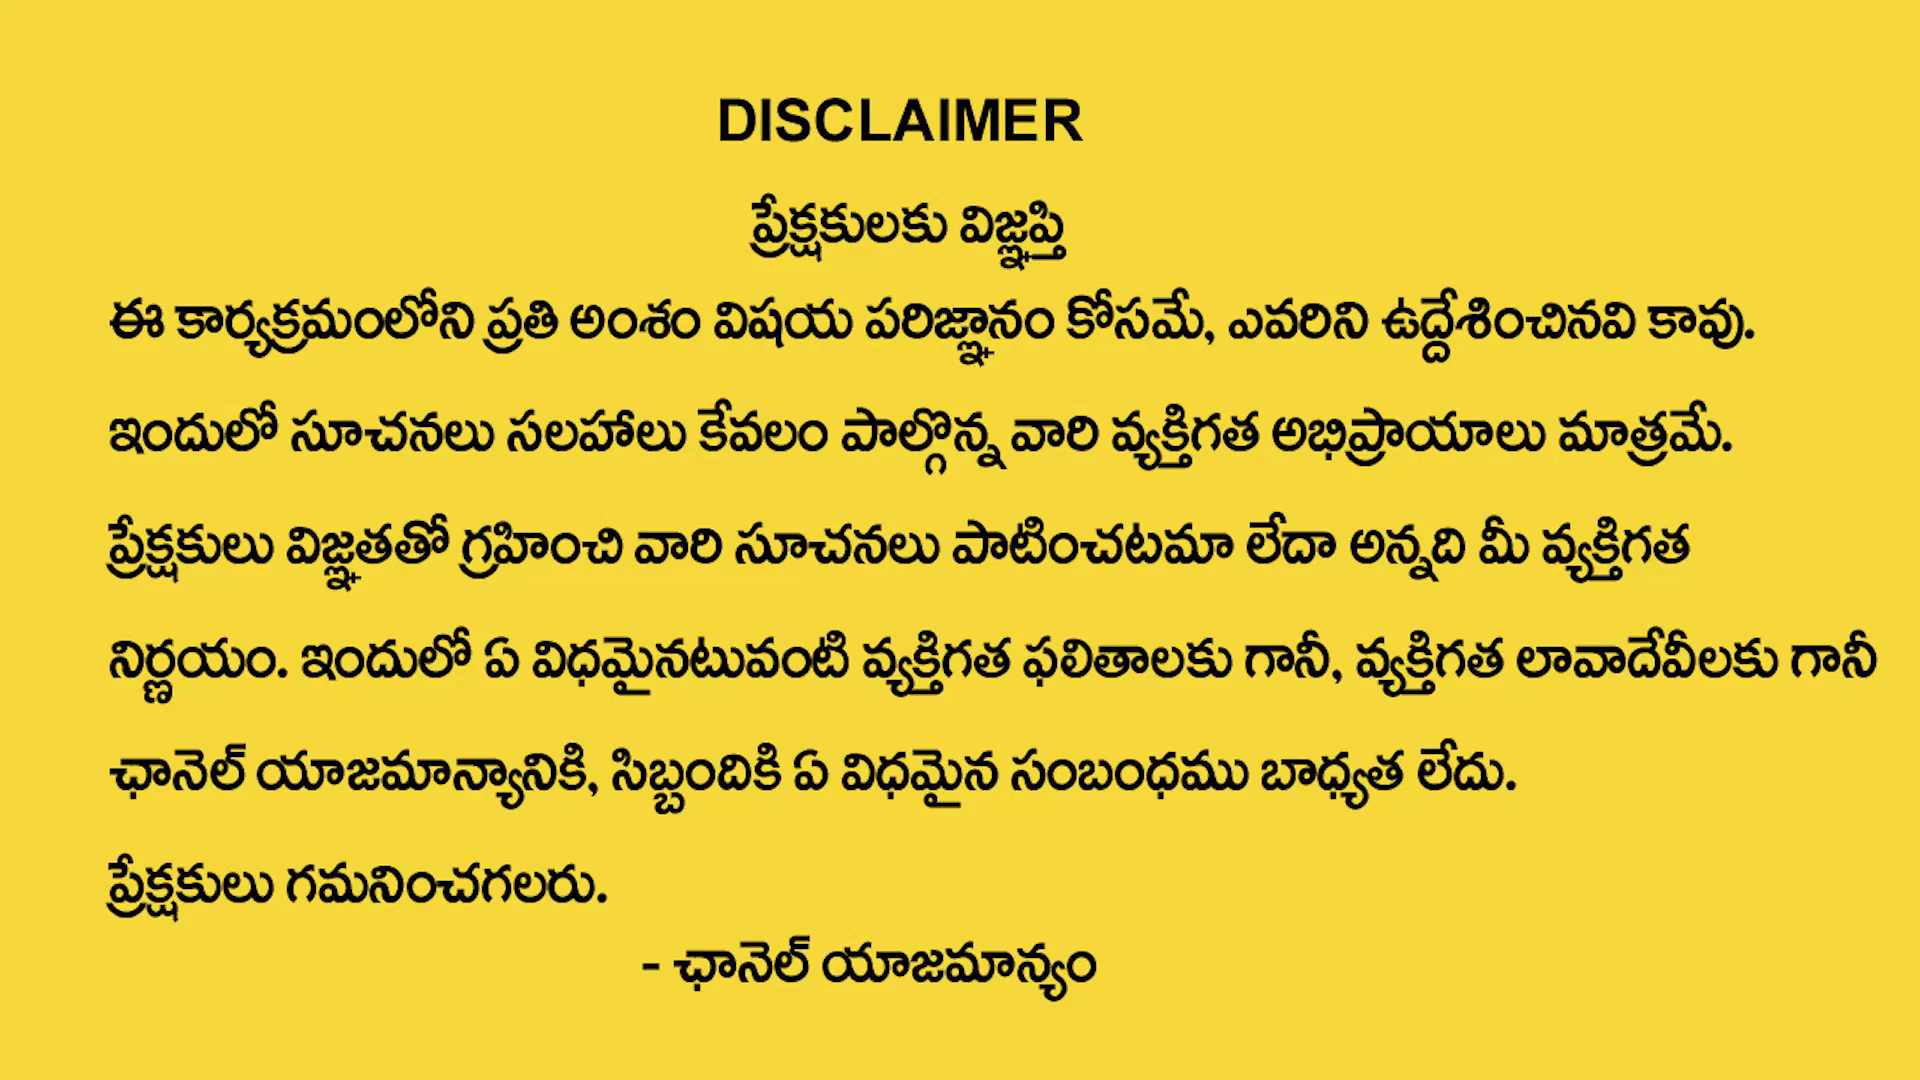 DISCLAIMER
ప్రేక్షకులకు విజ్ఞప్తి
ఈ కార్యక్రమంలోని ప్రతి అంశం విషయ పరిజ్ఞానం కోసమే, ఎవరిని ఉద్దేశించినవి కావు.
ఇందులో సూచనలు సలహాలు కేవలం పాల్గొన్న వారి వ్యక్తిగత అభిప్రాయాలు మాత్రమే.
ప్రేక్షకులు విజ్ఞతతో గ్రహించి వారి సూచనలు పాటించటమా లేదా అన్నది మీ వ్యక్తిగత
నిర్ణయం. ఇందులో ఏ విధమైనటువంటి వ్యక్తిగత ఫలితాలకు గానీ, వ్యక్తిగత లావాదేవీలకు గానీ
ఛానెల్ యాజమాన్యానికి, సిబ్బందికి ఏ విధమైన సంబంధము బాధ్యత లేదు.
ప్రేక్షకులు గమనించగలరు.
- ఛానెల్ యాజమాన్యం